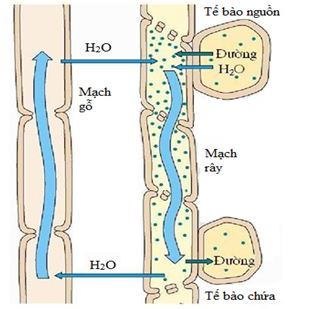 Tế bào nguồn
H2O
Đường
H2O
Mạch
gỗ
Mạch
rây
H2O
Đường
Tế bào chứa